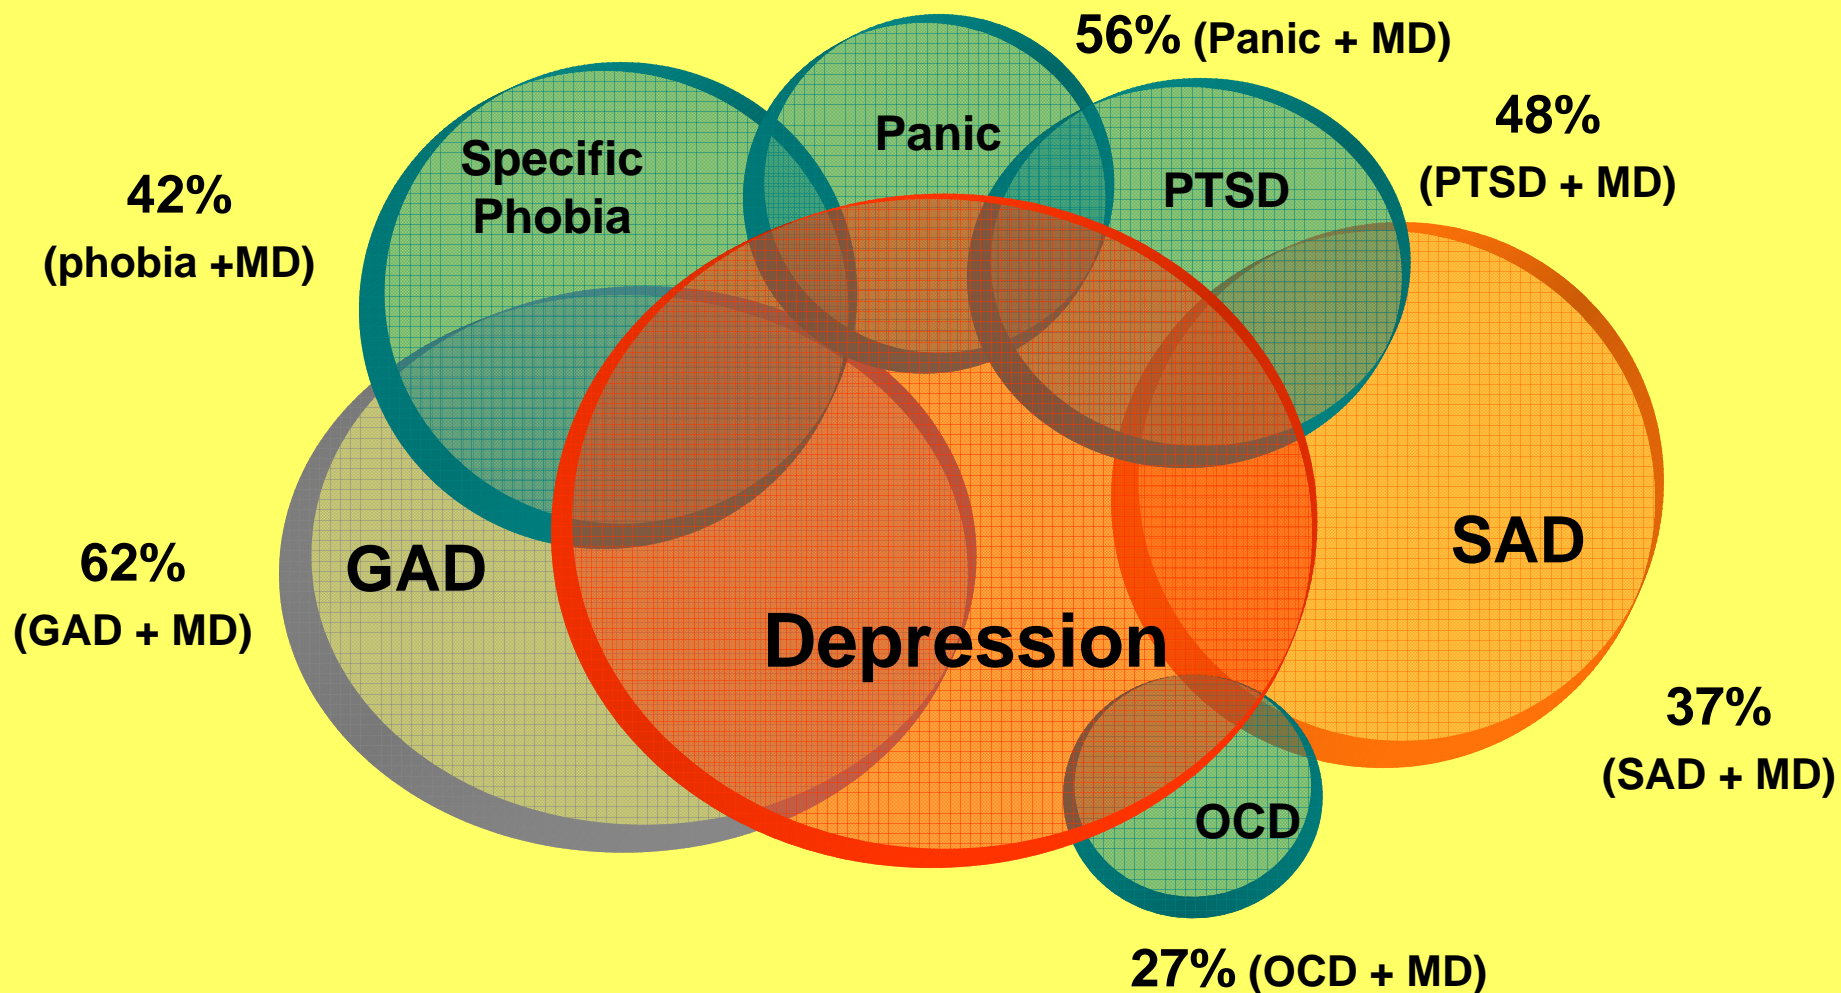 56% (Panic + MD)
Panic
48%
(PTSD + MD)
Specific
Phobia
PTSD
42%
(phobia +MD)
GAD
SAD
62%
(GAD + MD)
Depression
37%
(SAD + MD)
OCD
27% (OCD + MD)